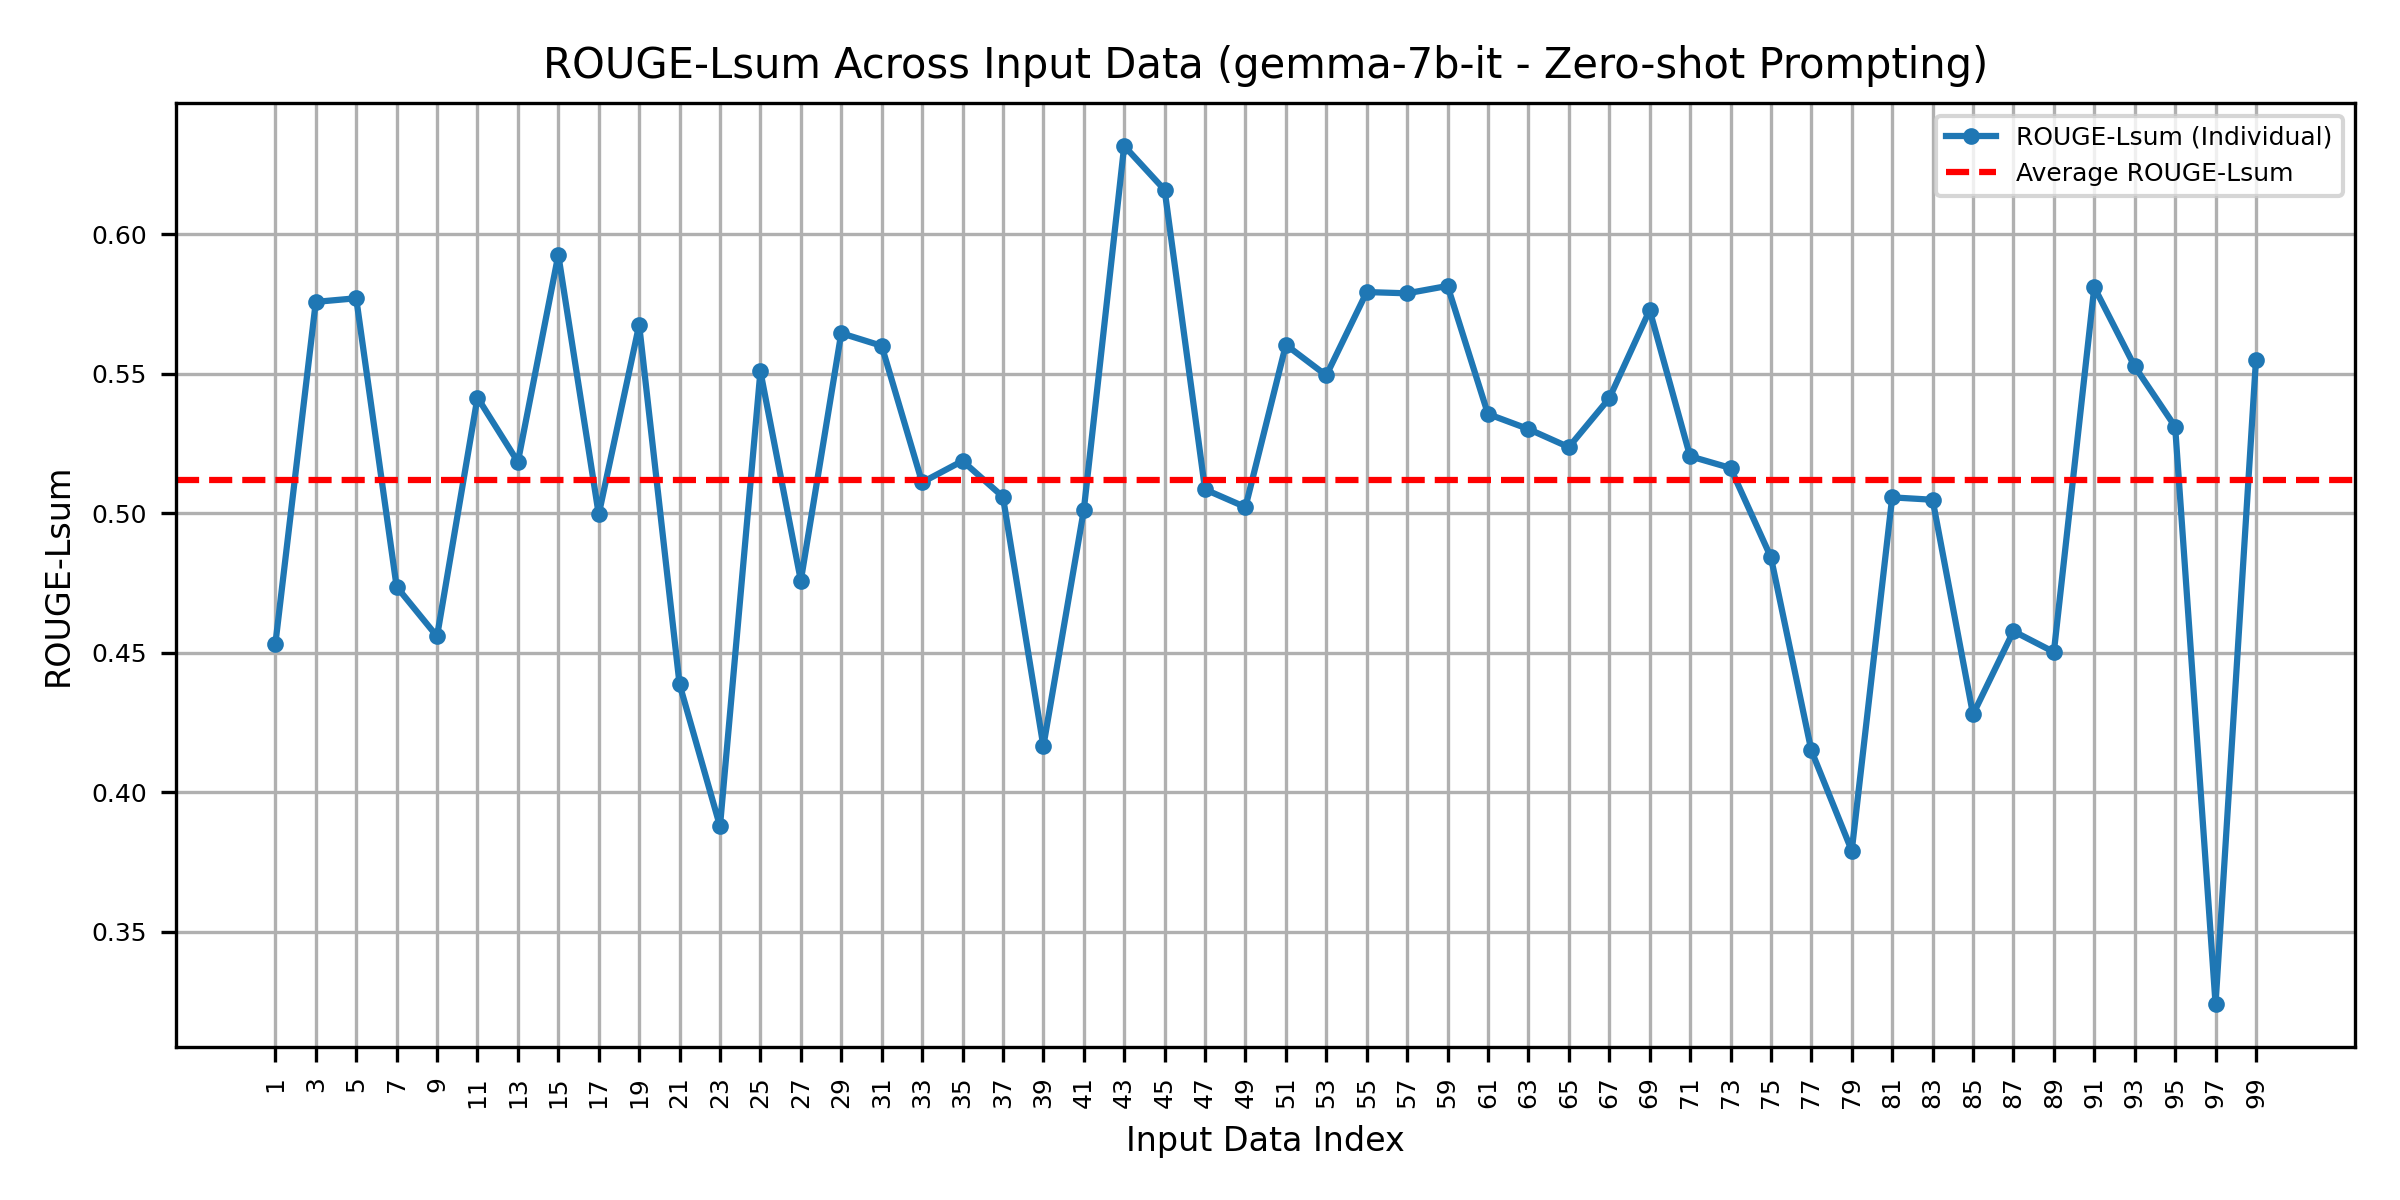 ROUGE-Lsum Across Input Data (gemma-7b-it - Zero-shot Prompting)
ROUGE-Lsum (Individual)
Average ROUGE-Lsum
ROUGE-Lsum
0.60
0.55
0.50
0.45
0.40
0.35
1 3 5 7 9 11 13 15 17 19 21 23 25 27 29 31 33 35 37 39 41 43 45 47 49 51 53 55 57 59 61 63 65 67 69 71 73 75 77 79 81 83 85 87 89 91 93 95 97 99
Input Data Index